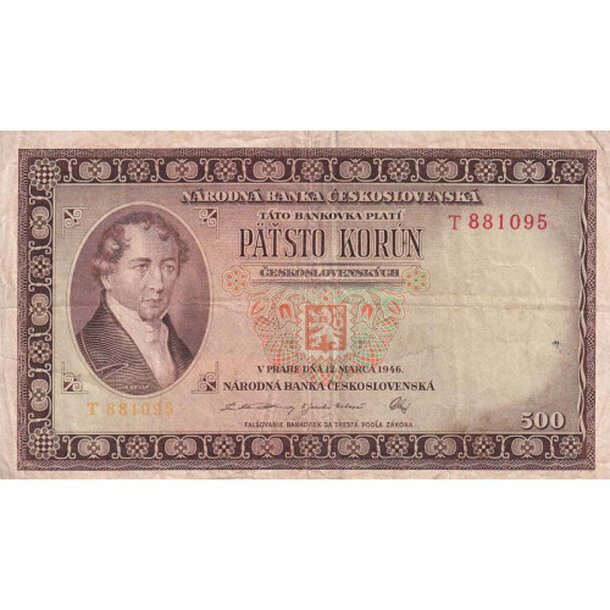 NÁRODNÁ BANKA ČESKOSLOVENSKÁ
TÁTO BANKOVKA PLATÍ
T 881095
PÄŤSTO KORÚN
ČESKOSLOVENSKÝCH
V PRAHE DŇA 12. MARCA 1946.
NÁRODNÁ BANKA ČESKOSLOVENSKÁ
T 881095
500
FALŠOVANIE BANKOVIEK SA TRESTÁ PODĽA ZÁKONA